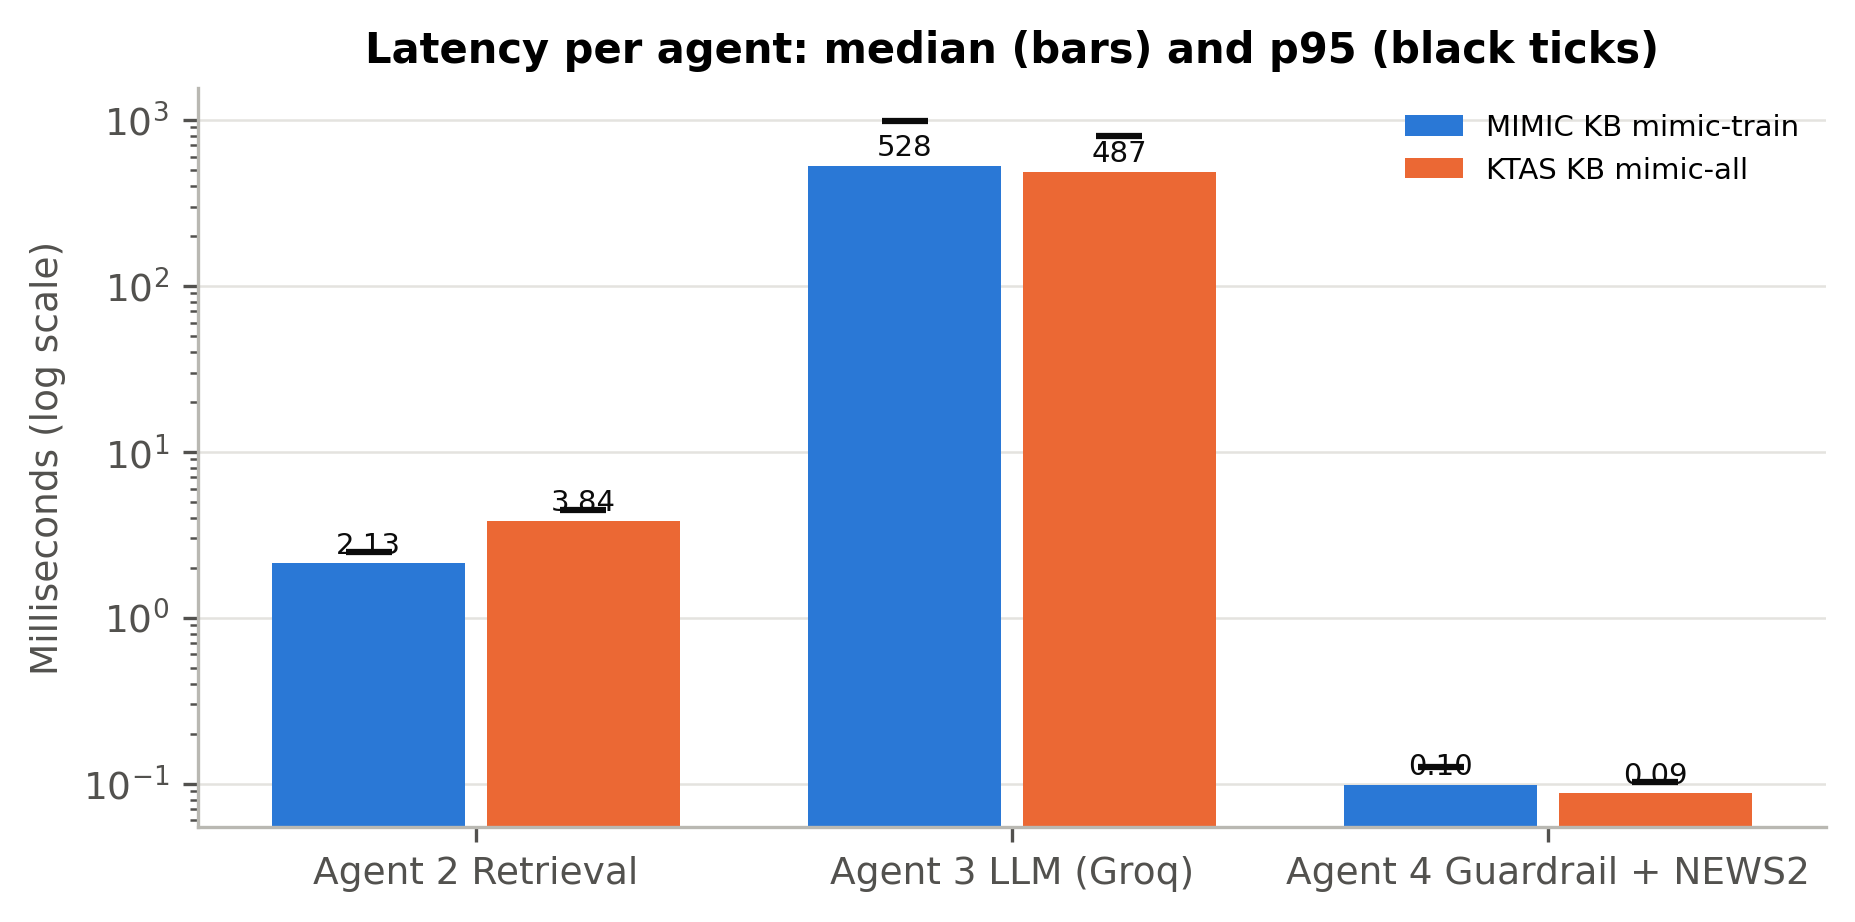 Latency per agent: median (bars) and p95 (black ticks)
MIMIC KB mimic-train
KTAS KB mimic-all
Milliseconds (log scale)
10³
10²
10¹
10⁰
10⁻¹
2.13
3.84
528
487
0.10
0.09
Agent 2 Retrieval
Agent 3 LLM (Groq)
Agent 4 Guardrail + NEWS2